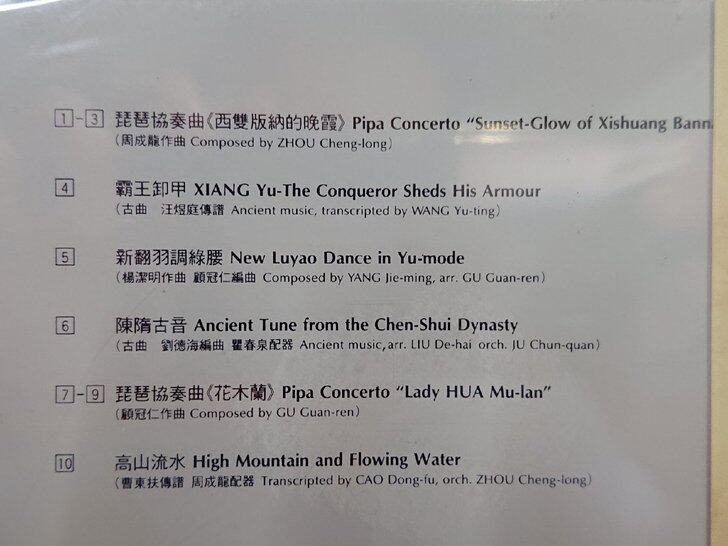 1-3 琵琶協奏曲《西雙版納的晚霞》 Pipa Concerto "Sunset-Glow of Xishuang Bann
(周成龍作曲 Composed by ZHOU Cheng-long)
4 霸王卸甲 XIANG Yu-The Conqueror Sheds His Armour
(古曲 汪煜庭傳譜 Ancient music, transcripted by WANG Yu-ting)
5 新翻羽調綠腰 New Luyao Dance in Yu-mode
(楊潔明作曲 顧冠仁編曲 Composed by YANG Jie-ming, arr. GU Guan-ren)
6 陳隋古音 Ancient Tune from the Chen-Shui Dynasty
(古曲 劉德海編曲 瞿春泉配器 Ancient music, arr. LIU De-hai orch. JU Chun-quan)
7-9 琵琶協奏曲《花木蘭》 Pipa Concerto "Lady HUA Mu-lan"
(顧冠仁作曲 Composed by GU Guan-ren)
10 高山流水 High Mountain and Flowing Water
(曹東扶傳譜 周成龍配器 Transcripted by CAO Dong-fu, orch. ZHOU Cheng-long)